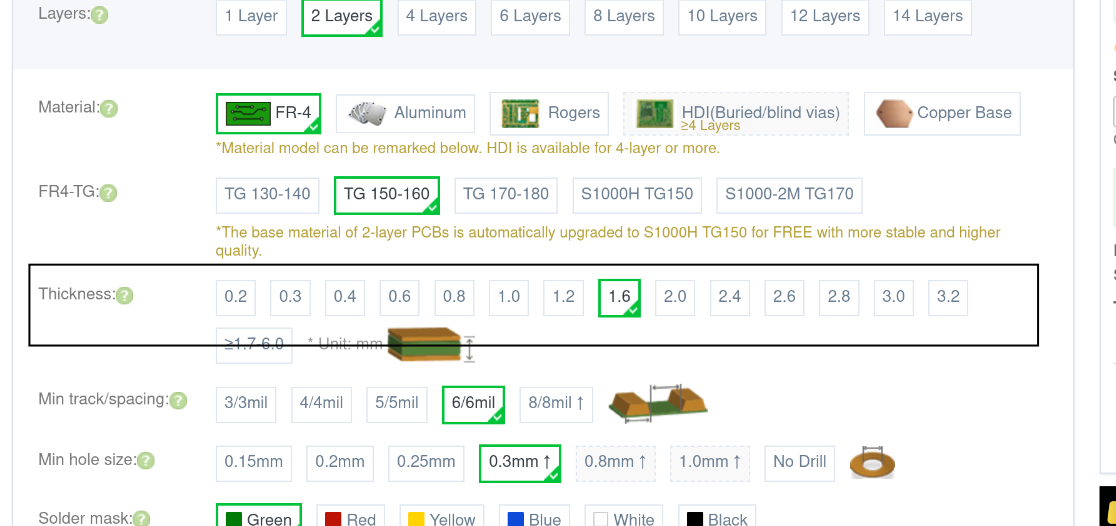 Layers: ? 1 Layer 2 Layers 4 Layers 6 Layers 8 Layers 10 Layers 12 Layers 14 Layers
Material: ? FR-4 Aluminum Rogers HDI(Buried/blind vias) Copper Base
≥4 Layers
*Material model can be remarked below. HDI is available for 4-layer or more.
FR4-TG: ? TG 130-140 TG 150-160 TG 170-180 S1000H TG150 S1000-2M TG170
*The base material of 2-layer PCBs is automatically upgraded to S1000H TG150 for FREE with more stable and higher
quality.
Thickness: ? 0.2 0.3 0.4 0.6 0.8 1.0 1.2 1.6 2.0 2.4 2.6 2.8 3.0 3.2
≥1.7-6.0 * Unit: mm
Min track/spacing: ? 3/3mil 4/4mil 5/5mil 6/6mil 8/8mil ↑
Min hole size: ? 0.15mm 0.2mm 0.25mm 0.3mm ↑ 0.8mm ↑ 1.0mm ↑ No Drill
Solder mask: ? Green Red Yellow Blue White Black